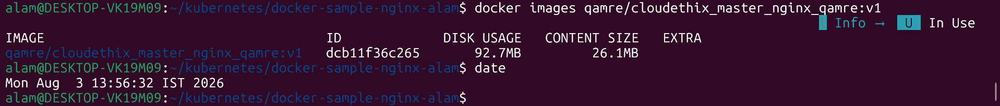 alam@DESKTOP-VK19M09:~/kubernetes/docker-sample-nginx-alam$ docker images qamre/cloudethix_master_nginx_qamre:v1
i Info → U In Use
IMAGE ID DISK USAGE CONTENT SIZE EXTRA
qamre/cloudethix_master_nginx_qamre:v1 dcb11f36c265 92.7MB 26.1MB
alam@DESKTOP-VK19M09:~/kubernetes/docker-sample-nginx-alam$ date
Mon Aug  3 13:56:32 IST 2026
alam@DESKTOP-VK19M09:~/kubernetes/docker-sample-nginx-alam$